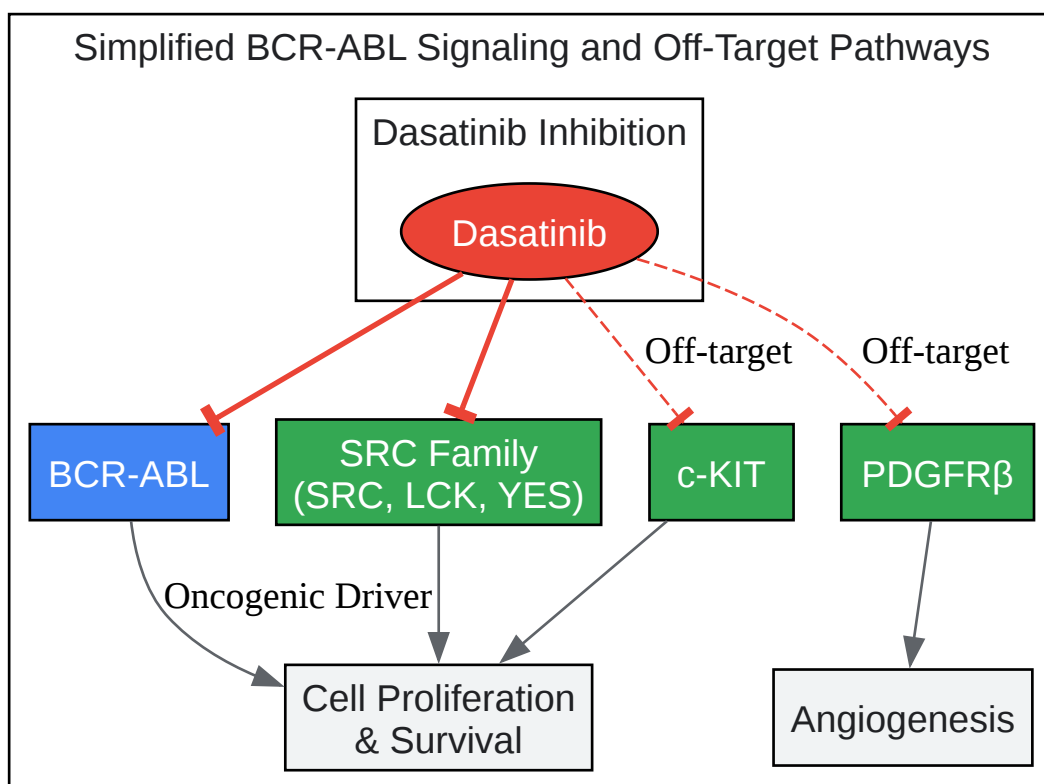 Simplified BCR-ABL Signaling and Off-Target Pathways
Dasatinib Inhibition
Dasatinib
Off-target
Off-target
BCR-ABL
SRC Family
(SRC, LCK, YES)
c-KIT
PDGFRβ
Oncogenic Driver
Cell Proliferation
& Survival
Angiogenesis